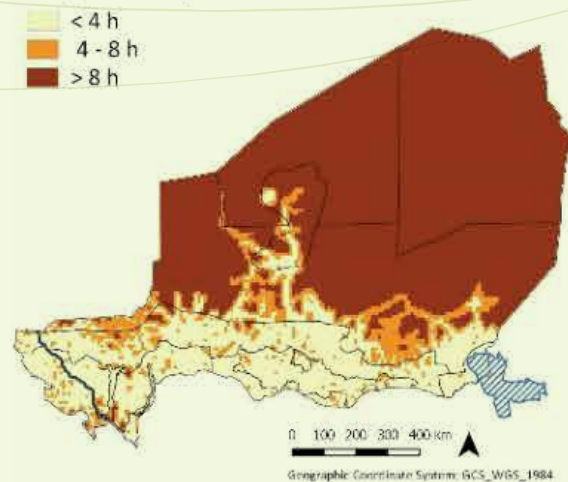 < 4 h
4 - 8 h
> 8 h
0 100 200 300 400 Km
Geographic Coordinate System: GCS_WGS_1984